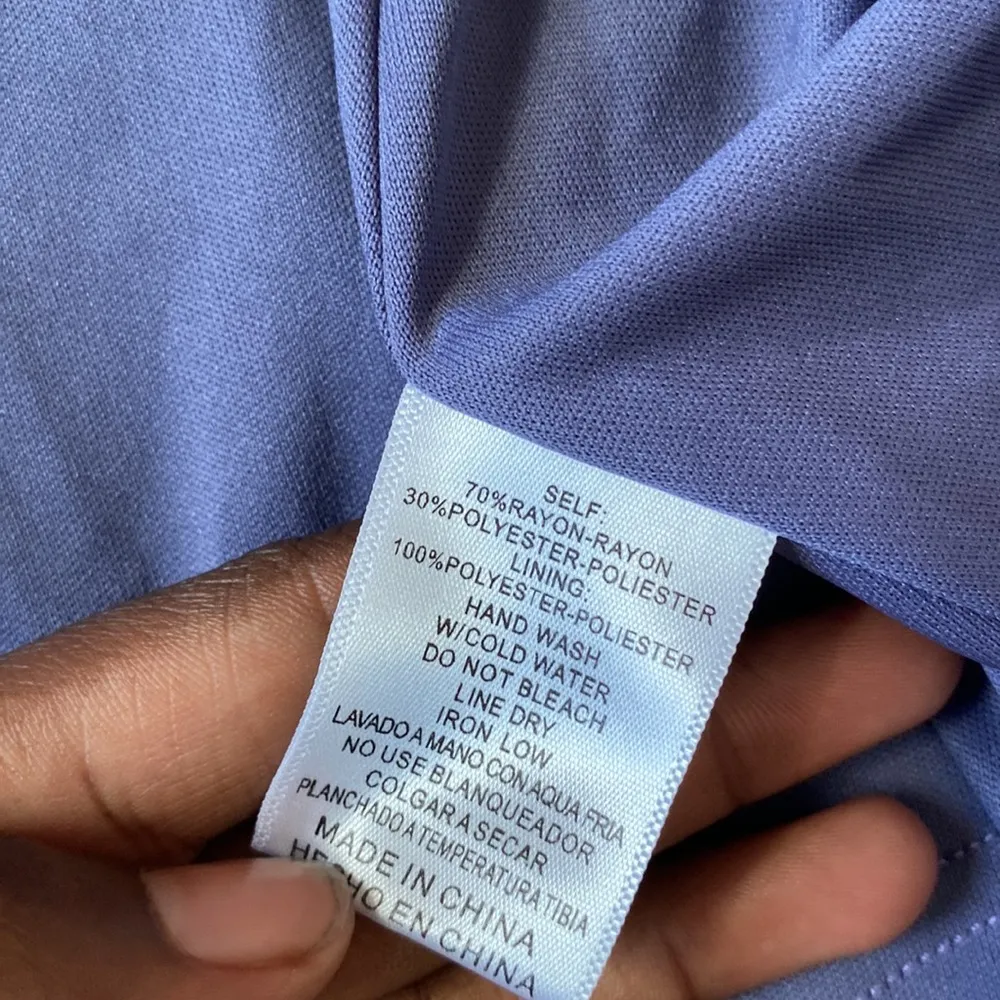 SELF:
70%RAYON-RAYON
30%POLYESTER-POLIESTER
LINING:
100%POLYESTER-POLIESTER
HAND WASH
W/COLD WATER
DO NOT BLEACH
LINE DRY
IRON LOW
LAVADO A MANO CON AQUA FRIA
NO USE BLANQUEADOR
COLGAR A SECAR
PLANCHADO A TEMPERATURA TIBIA
MADE IN CHINA
HECHO EN CHINA